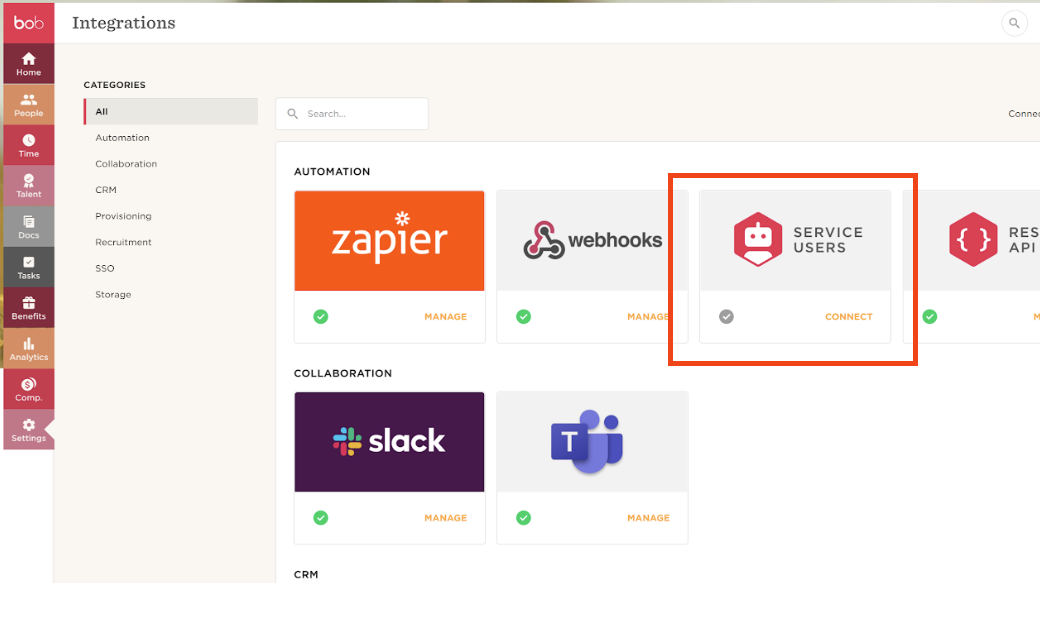 bob
Integrations
Home
People
Time
Talent
Docs
Tasks
Benefits
Analytics
Comp.
Settings
CATEGORIES
All
Automation
Collaboration
CRM
Provisioning
Recruitment
SSO
Storage
Search...
Connec
AUTOMATION
zapier
MANAGE
webhooks
MANAGE
SERVICE
USERS
CONNECT
{ }
RES
API
M
COLLABORATION
slack
MANAGE
T
MANAGE
CRM